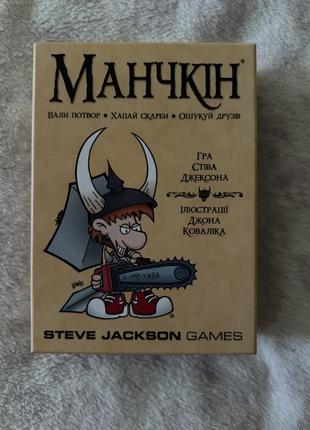 МАНЧКІН®
ВАЛИ ПОТВОР • ХАПАЙ СКАРБИ • ОШУКУЙ ДРУЗІВ
ГРА
СТІВА
ДЖЕКСОНА
ІЛЮСТРАЦІЇ
ДЖОНА
КОВАЛІКА
STEVE JACKSON GAMES